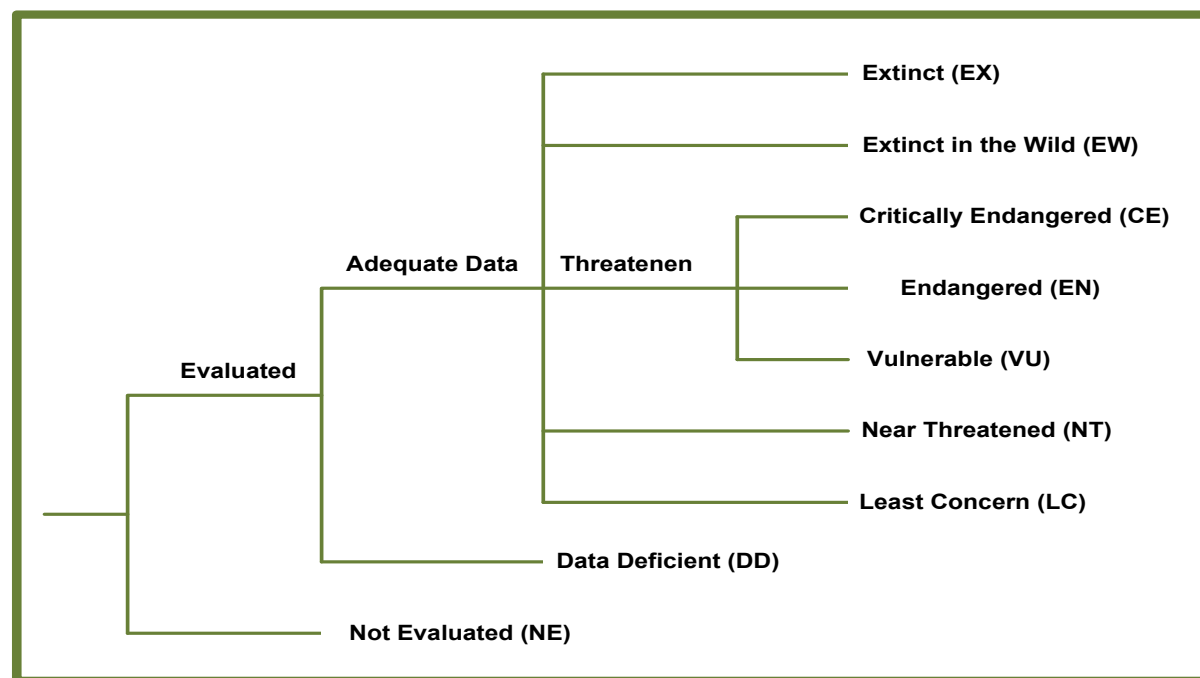 Extinct (EX)
Extinct in the Wild (EW)
Critically Endangered (CE)
Adequate Data
Threatenen
Endangered (EN)
Vulnerable (VU)
Evaluated
Near Threatened (NT)
Least Concern (LC)
Data Deficient (DD)
Not Evaluated (NE)